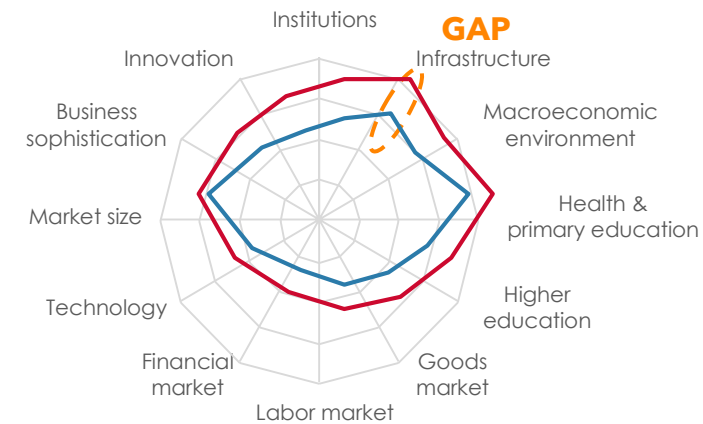 Institutions
GAP
Infrastructure
Innovation
Macroeconomic
environment
Business
sophistication
Health &
primary education
Market size
Higher
education
Technology
Goods
market
Financial
market
Labor market